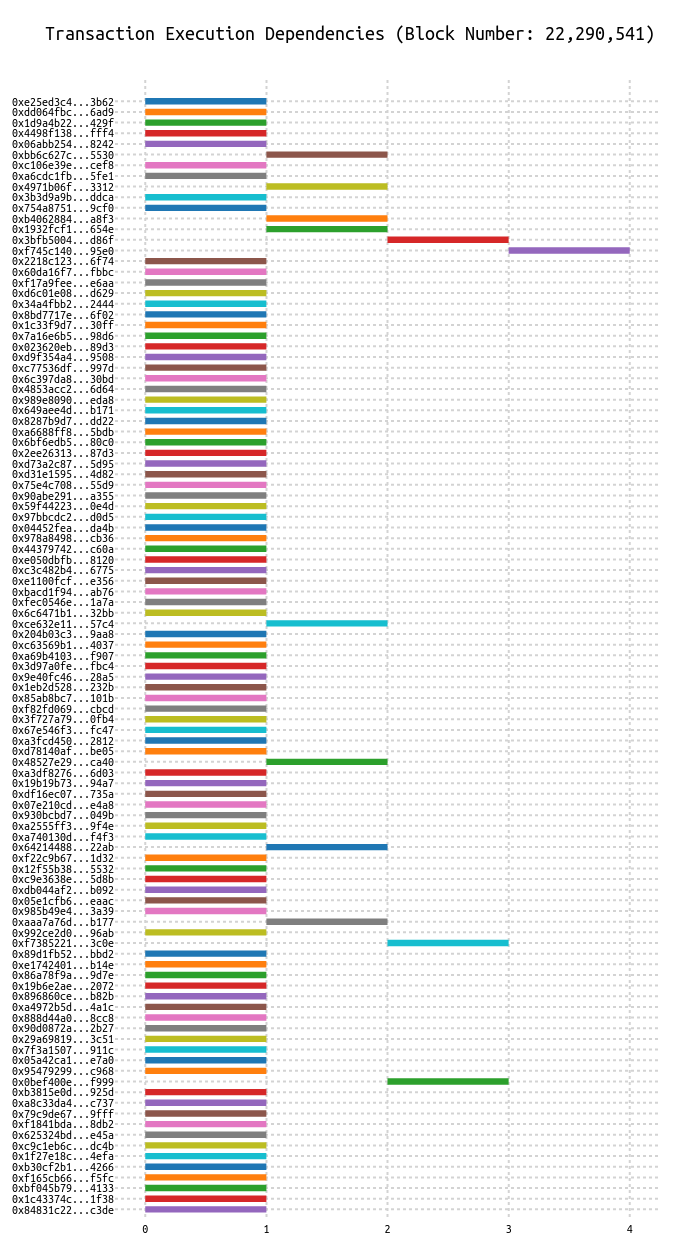 Transaction Execution Dependencies (Block Number: 22,290,541)
0xe25ed3c4...3b62
0xdd064fbc...6ad9
0x1d9a4b22...429f
0x4498f138...fff4
0x06abb254...8242
0xbb6c627c...5530
0xc106e39e...cef8
0xa6cdc1fb...5fe1
0x4971b06f...3312
0x3b3d9a9b...ddca
0x754a8751...9cf0
0xb4062884...a8f3
0x1932fcf1...654e
0x3bfb5004...d86f
0xf745c140...95e0
0x2218c123...6f74
0x60da16f7...fbbc
0xf17a9fee...e6aa
0xd6c01e08...d629
0x34a4fbb2...2444
0x8bd7717e...6f02
0x1c33f9d7...30ff
0x7a16e6b5...98d6
0x023620eb...89d3
0xd9f354a4...9508
0xc77536df...997d
0x6c397da8...30bd
0x4853acc2...6d64
0x989e8090...eda8
0x649aee4d...b171
0x8287b9d7...dd22
0xa6688ff8...5bdb
0x6bf6edb5...80c0
0x2ee26313...87d3
0xd73a2c87...5d95
0xd31e1595...4d82
0x75e4c708...55d9
0x90abe291...a355
0x59f44223...0e4d
0x97bbcdc2...d0d5
0x04452fea...da4b
0x978a8498...cb36
0x44379742...c60a
0xe050dbfb...8120
0xc3c482b4...6775
0xe1100fcf...e356
0xbacd1f94...ab76
0xfec0546e...1a7a
0x6c6471b1...32bb
0xce632e11...57c4
0x204b03c3...9aa8
0xc63569b1...4037
0xa69b4103...f907
0x3d97a0fe...fbc4
0x9e40fc46...28a5
0x1eb2d528...232b
0x85ab8bc7...101b
0xf82fd069...cbcd
0x3f727a79...0fb4
0x67e546f3...fc47
0xa3fcd450...2812
0xd78140af...be05
0x48527e29...ca40
0xa3df8276...6d03
0x19b19b73...94a7
0xdf16ec07...735a
0x07e210cd...e4a8
0x930bcbd7...049b
0xa2555ff3...9f4e
0xa740130d...f4f3
0x64214488...22ab
0xf22c9b67...1d32
0x12f55b38...5532
0xc9e3638e...5d8b
0xdb044af2...b092
0x05e1cfb6...eaac
0x985b49e4...3a39
0xaaa7a76d...b177
0x992ce2d0...96ab
0xf7385221...3c0e
0x89d1fb52...bbd2
0xe1742401...b14e
0x86a78f9a...9d7e
0x19b6e2ae...2072
0x896860ce...b82b
0xa4972b5d...4a1c
0x888d44a0...8cc8
0x90d0872a...2b27
0x29a69819...3c51
0x7f3a1507...911c
0x05a42ca1...e7a0
0x95479299...c968
0x0bef400e...f999
0xb3815e0d...925d
0xa8c33da4...c737
0x79c9de67...9fff
0xf1841bda...8db2
0x625324bd...e45a
0xc9c1eb6c...dc4b
0x1f27e18c...4efa
0xb30cf2b1...4266
0xf165cb66...f5fc
0xbf045b79...4133
0x1c43374c...1f38
0x84831c22...c3de
0 1 2 3 4